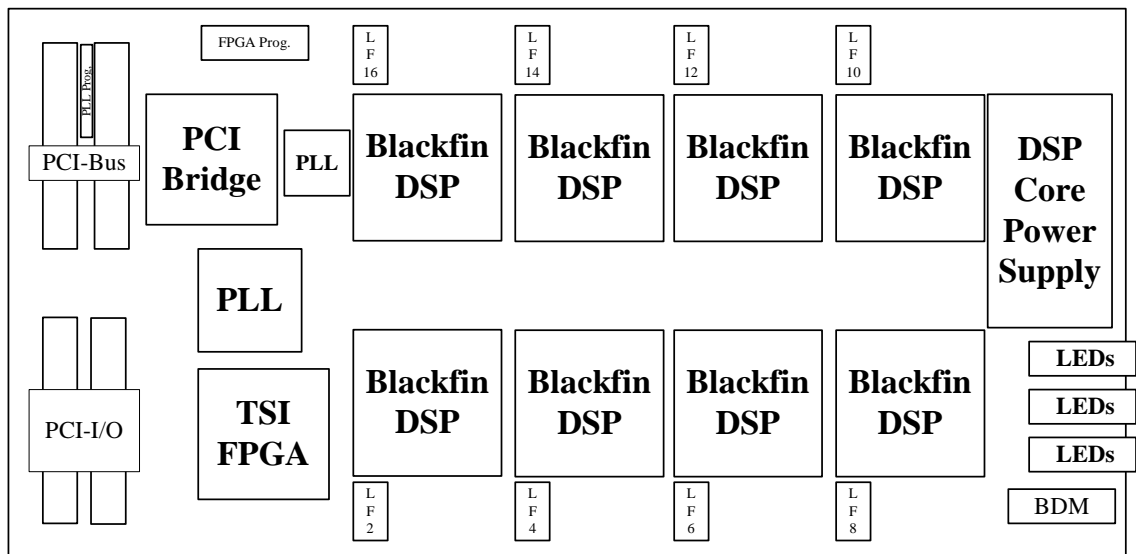 FPGA Prog.
L
F
16
L
F
14
L
F
12
L
F
10
PLL Prog.
PCI-Bus
PCI
Bridge
PLL
Blackfin
DSP
Blackfin
DSP
Blackfin
DSP
Blackfin
DSP
DSP
Core
Power
Supply
PLL
PCI-I/O
TSI
FPGA
Blackfin
DSP
Blackfin
DSP
Blackfin
DSP
Blackfin
DSP
LEDs
LEDs
LEDs
L
F
2
L
F
4
L
F
6
L
F
8
BDM